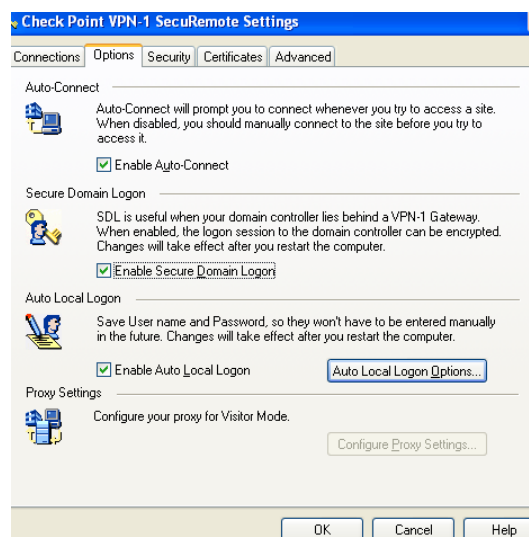 Check Point VPN-1 SecuRemote Settings
Connections Options Security Certificates Advanced
Auto-Connect
Auto-Connect will prompt you to connect whenever you try to access a site.
When disabled, you should manually connect to the site before you try to
access it.
Enable Auto-Connect
Secure Domain Logon
SDL is useful when your domain controller lies behind a VPN-1 Gateway.
When enabled, the logon session to the domain controller can be encrypted.
Changes will take effect after you restart the computer.
Enable Secure Domain Logon
Auto Local Logon
Save User name and Password, so they won't have to be entered manually
in the future. Changes will take effect after you restart the computer.
Enable Auto Local Logon Auto Local Logon Options...
Proxy Settings
Configure your proxy for Visitor Mode.
Configure Proxy Settings...
OK Cancel Help